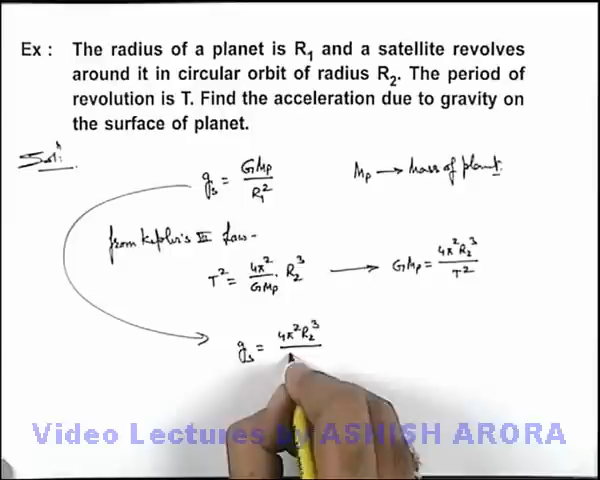 Ex : The radius of a planet is R₁ and a satellite revolves
around it in circular orbit of radius R₂. The period of
revolution is T. Find the acceleration due to gravity on
the surface of planet.
Solⁿ:
gₛ = GMₚ / R₁²
Mₚ → Mass of planet.
from Kepler's III Law -
T² = 4π² / GMₚ · R₂³ → GMₚ = 4π²R₂³ / T²
gₛ = 4π²R₂³ /
Video Lectures by ASHISH ARORA